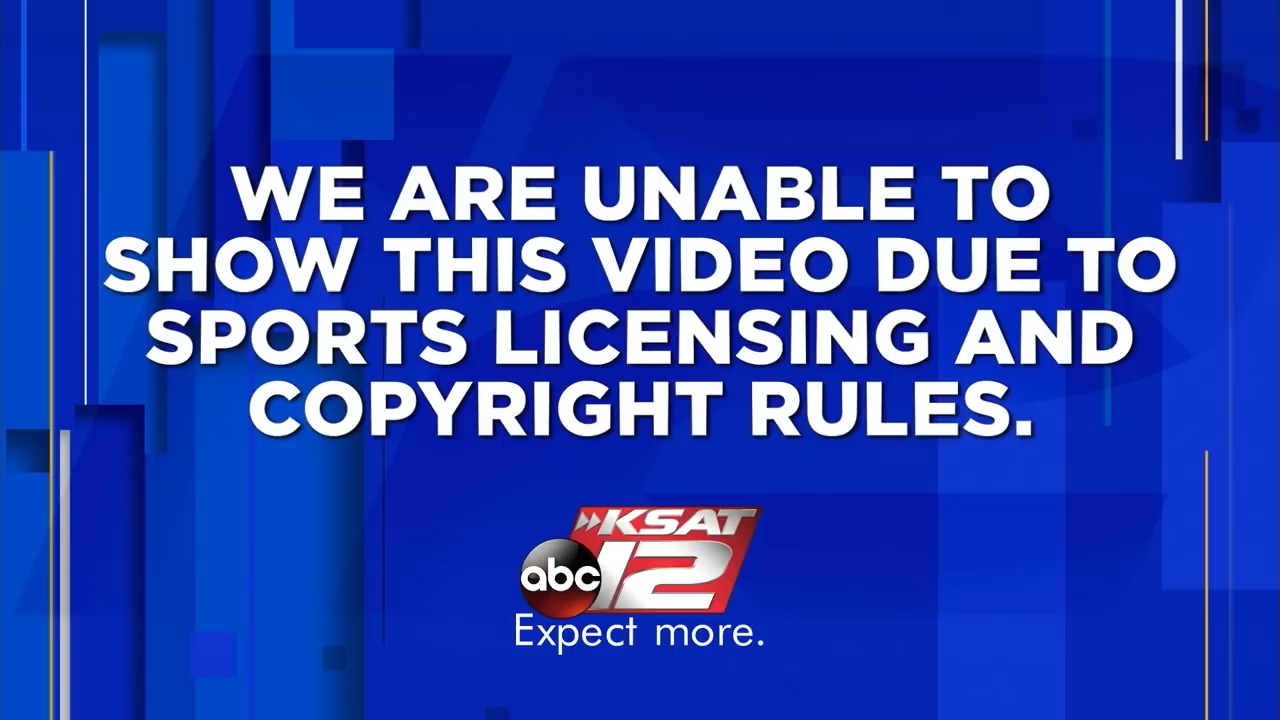 WE ARE UNABLE TO
SHOW THIS VIDEO DUE TO
SPORTS LICENSING AND
COPYRIGHT RULES.
KSAT
abc 12
Expect more.